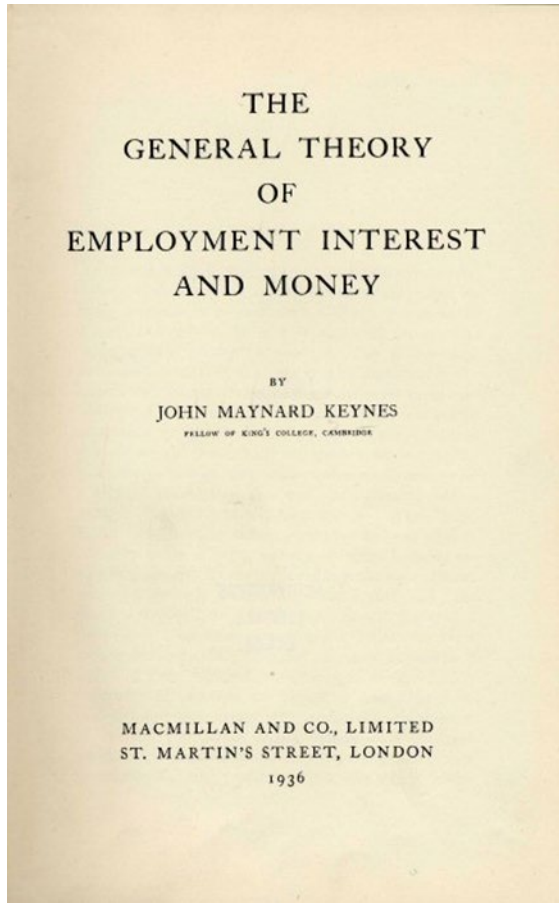 THE
GENERAL THEORY
OF
EMPLOYMENT INTEREST
AND MONEY
BY
JOHN MAYNARD KEYNES
FELLOW OF KING'S COLLEGE, CAMBRIDGE
MACMILLAN AND CO., LIMITED
ST. MARTIN'S STREET, LONDON
1936